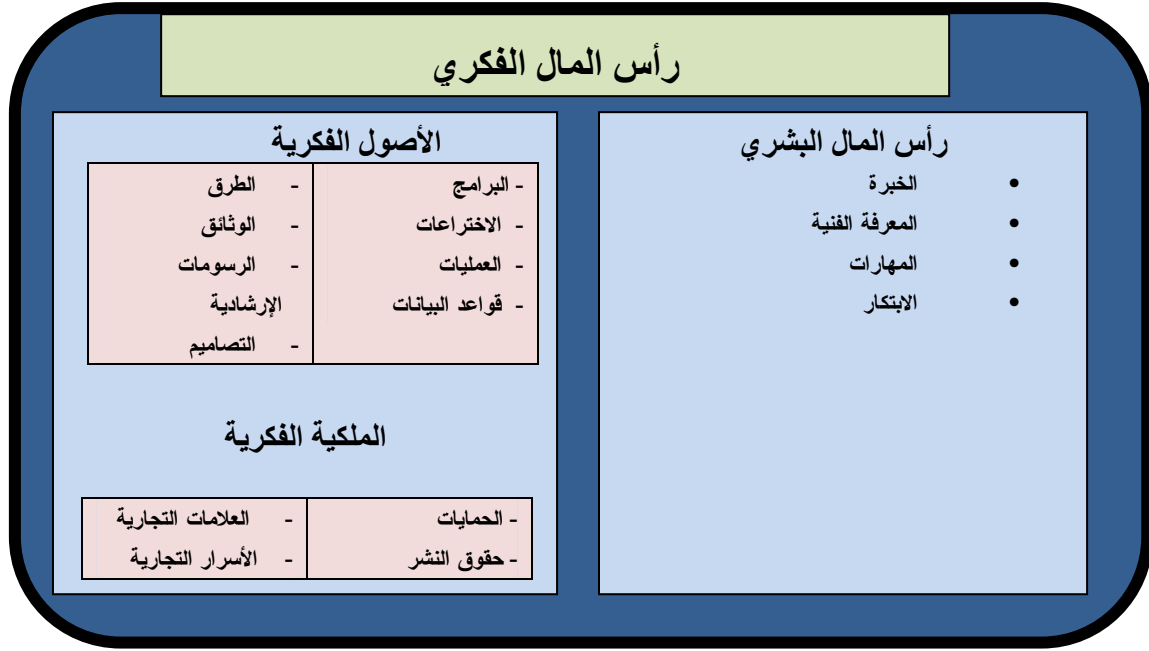 رأس المال الفكري
رأس المال البشري
• الخبرة
• المعرفة الفنية
• المهارات
• الابتكار
الأصول الفكرية
- البرامج
- الاختراعات
- العمليات
- قواعد البيانات
- الطرق
- الوثائق
- الرسومات
الإرشادية
- التصاميم
الملكية الفكرية
- الحمايات
- حقوق النشر
- العلامات التجارية
- الأسرار التجارية